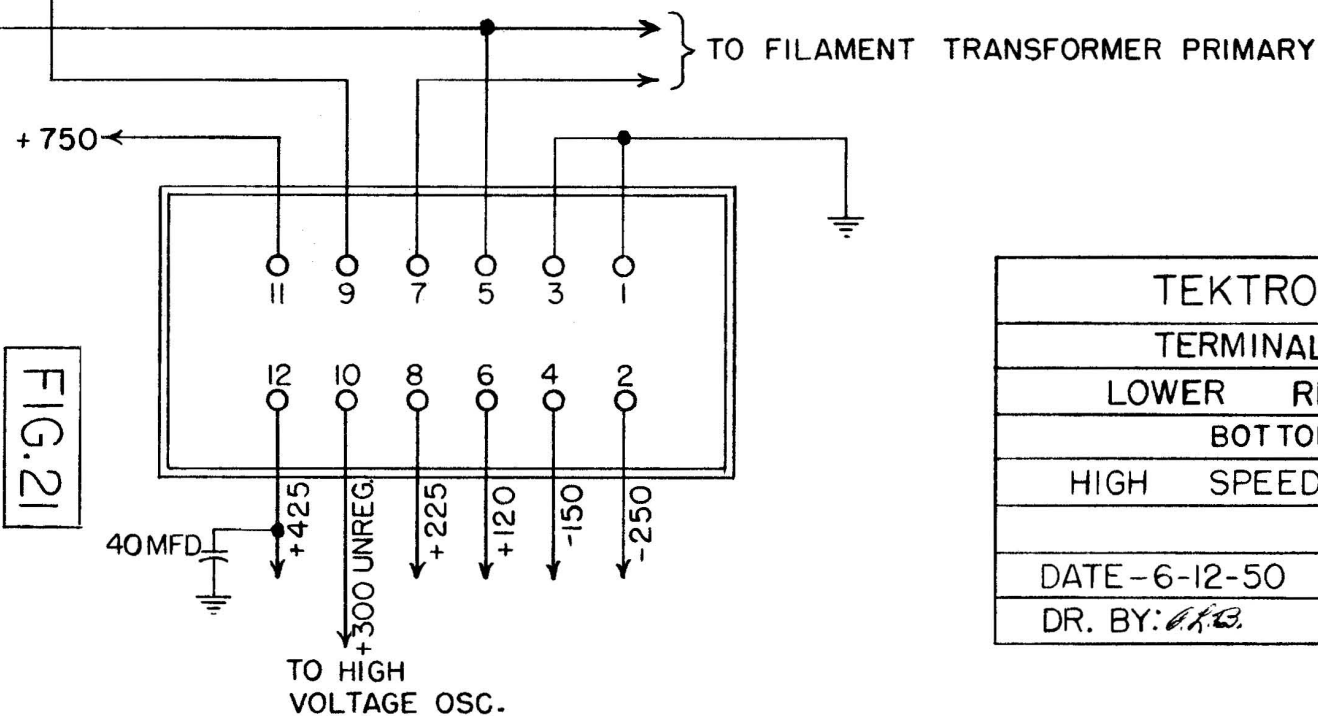 TO FILAMENT TRANSFORMER PRIMARY
+750
11 9 7 5 3 1
12 10 8 6 4 2
FIG.21
+425
+300 UNREG.
+225
+120
-150
-250
40MFD
TO HIGH
VOLTAGE OSC.
TEKTRO
TERMINAL
LOWER
BOTTO
HIGH SPEED
DATE-6-12-50
DR. BY: